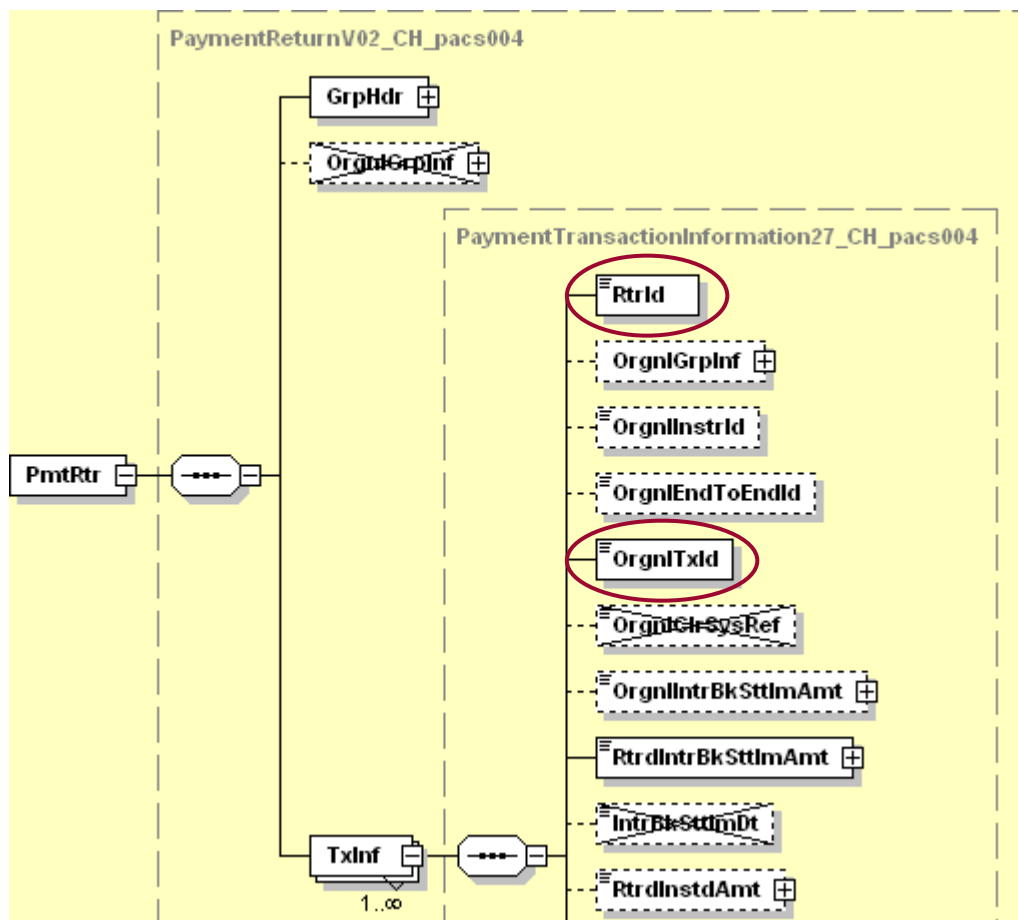 PaymentReturnV02_CH_pacs004
GrpHdr
OrgnlGrpInf
PaymentTransactionInformation27_CH_pacs004
RtrId
OrgnlGrpInf
OrgnlInstrId
OrgnlEndToEndId
PmtRtr
OrgnlTxId
OrgnlClrSysRef
OrgnlIntrBkSttlmAmt
RtrdIntrBkSttlmAmt
IntrBkSttlmDt
TxInf
RtrdInstdAmt
1..∞